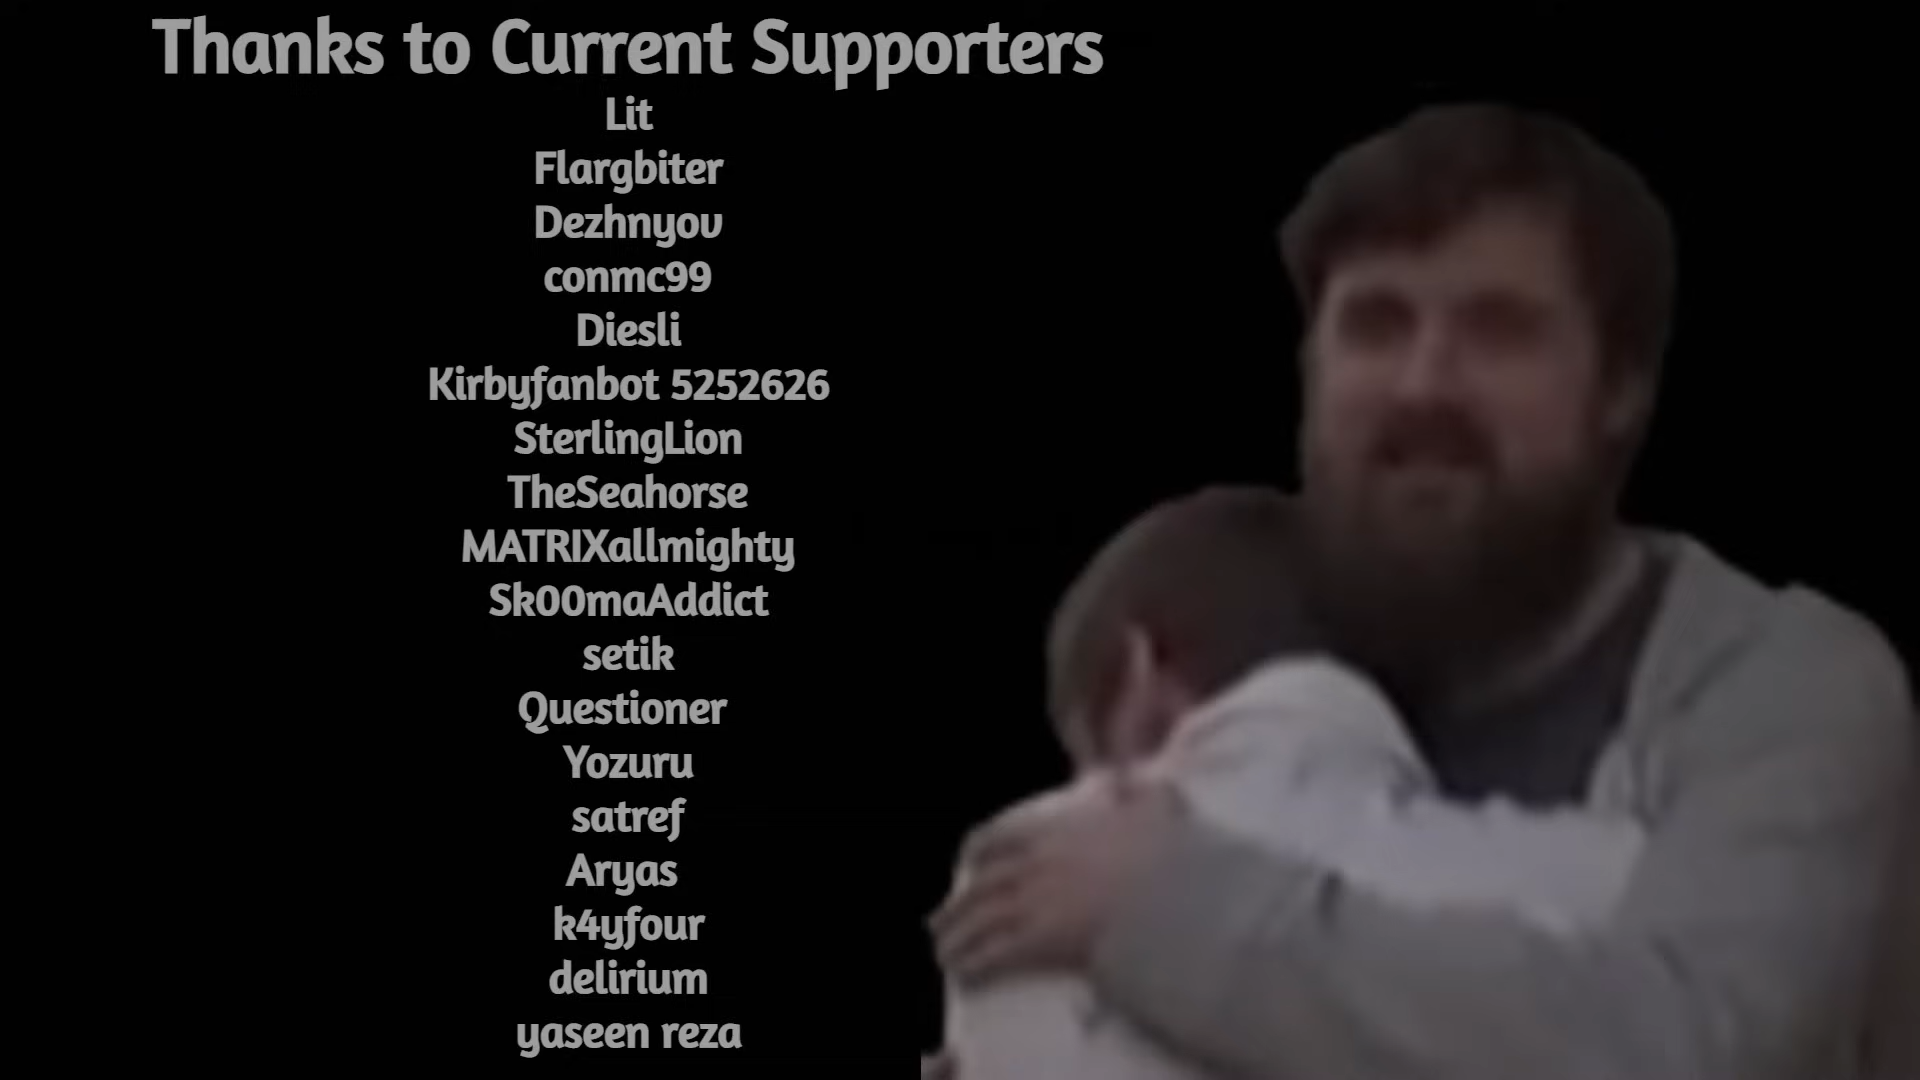 Thanks to Current Supporters
Lit
Flargbiter
Dezhnyov
conmc99
Diesli
Kirbyfanbot 5252626
SterlingLion
TheSeahorse
MATRIXallmighty
Sk00maAddict
setik
Questioner
Yozuru
satref
Aryas
k4yfour
delirium
yaseen reza